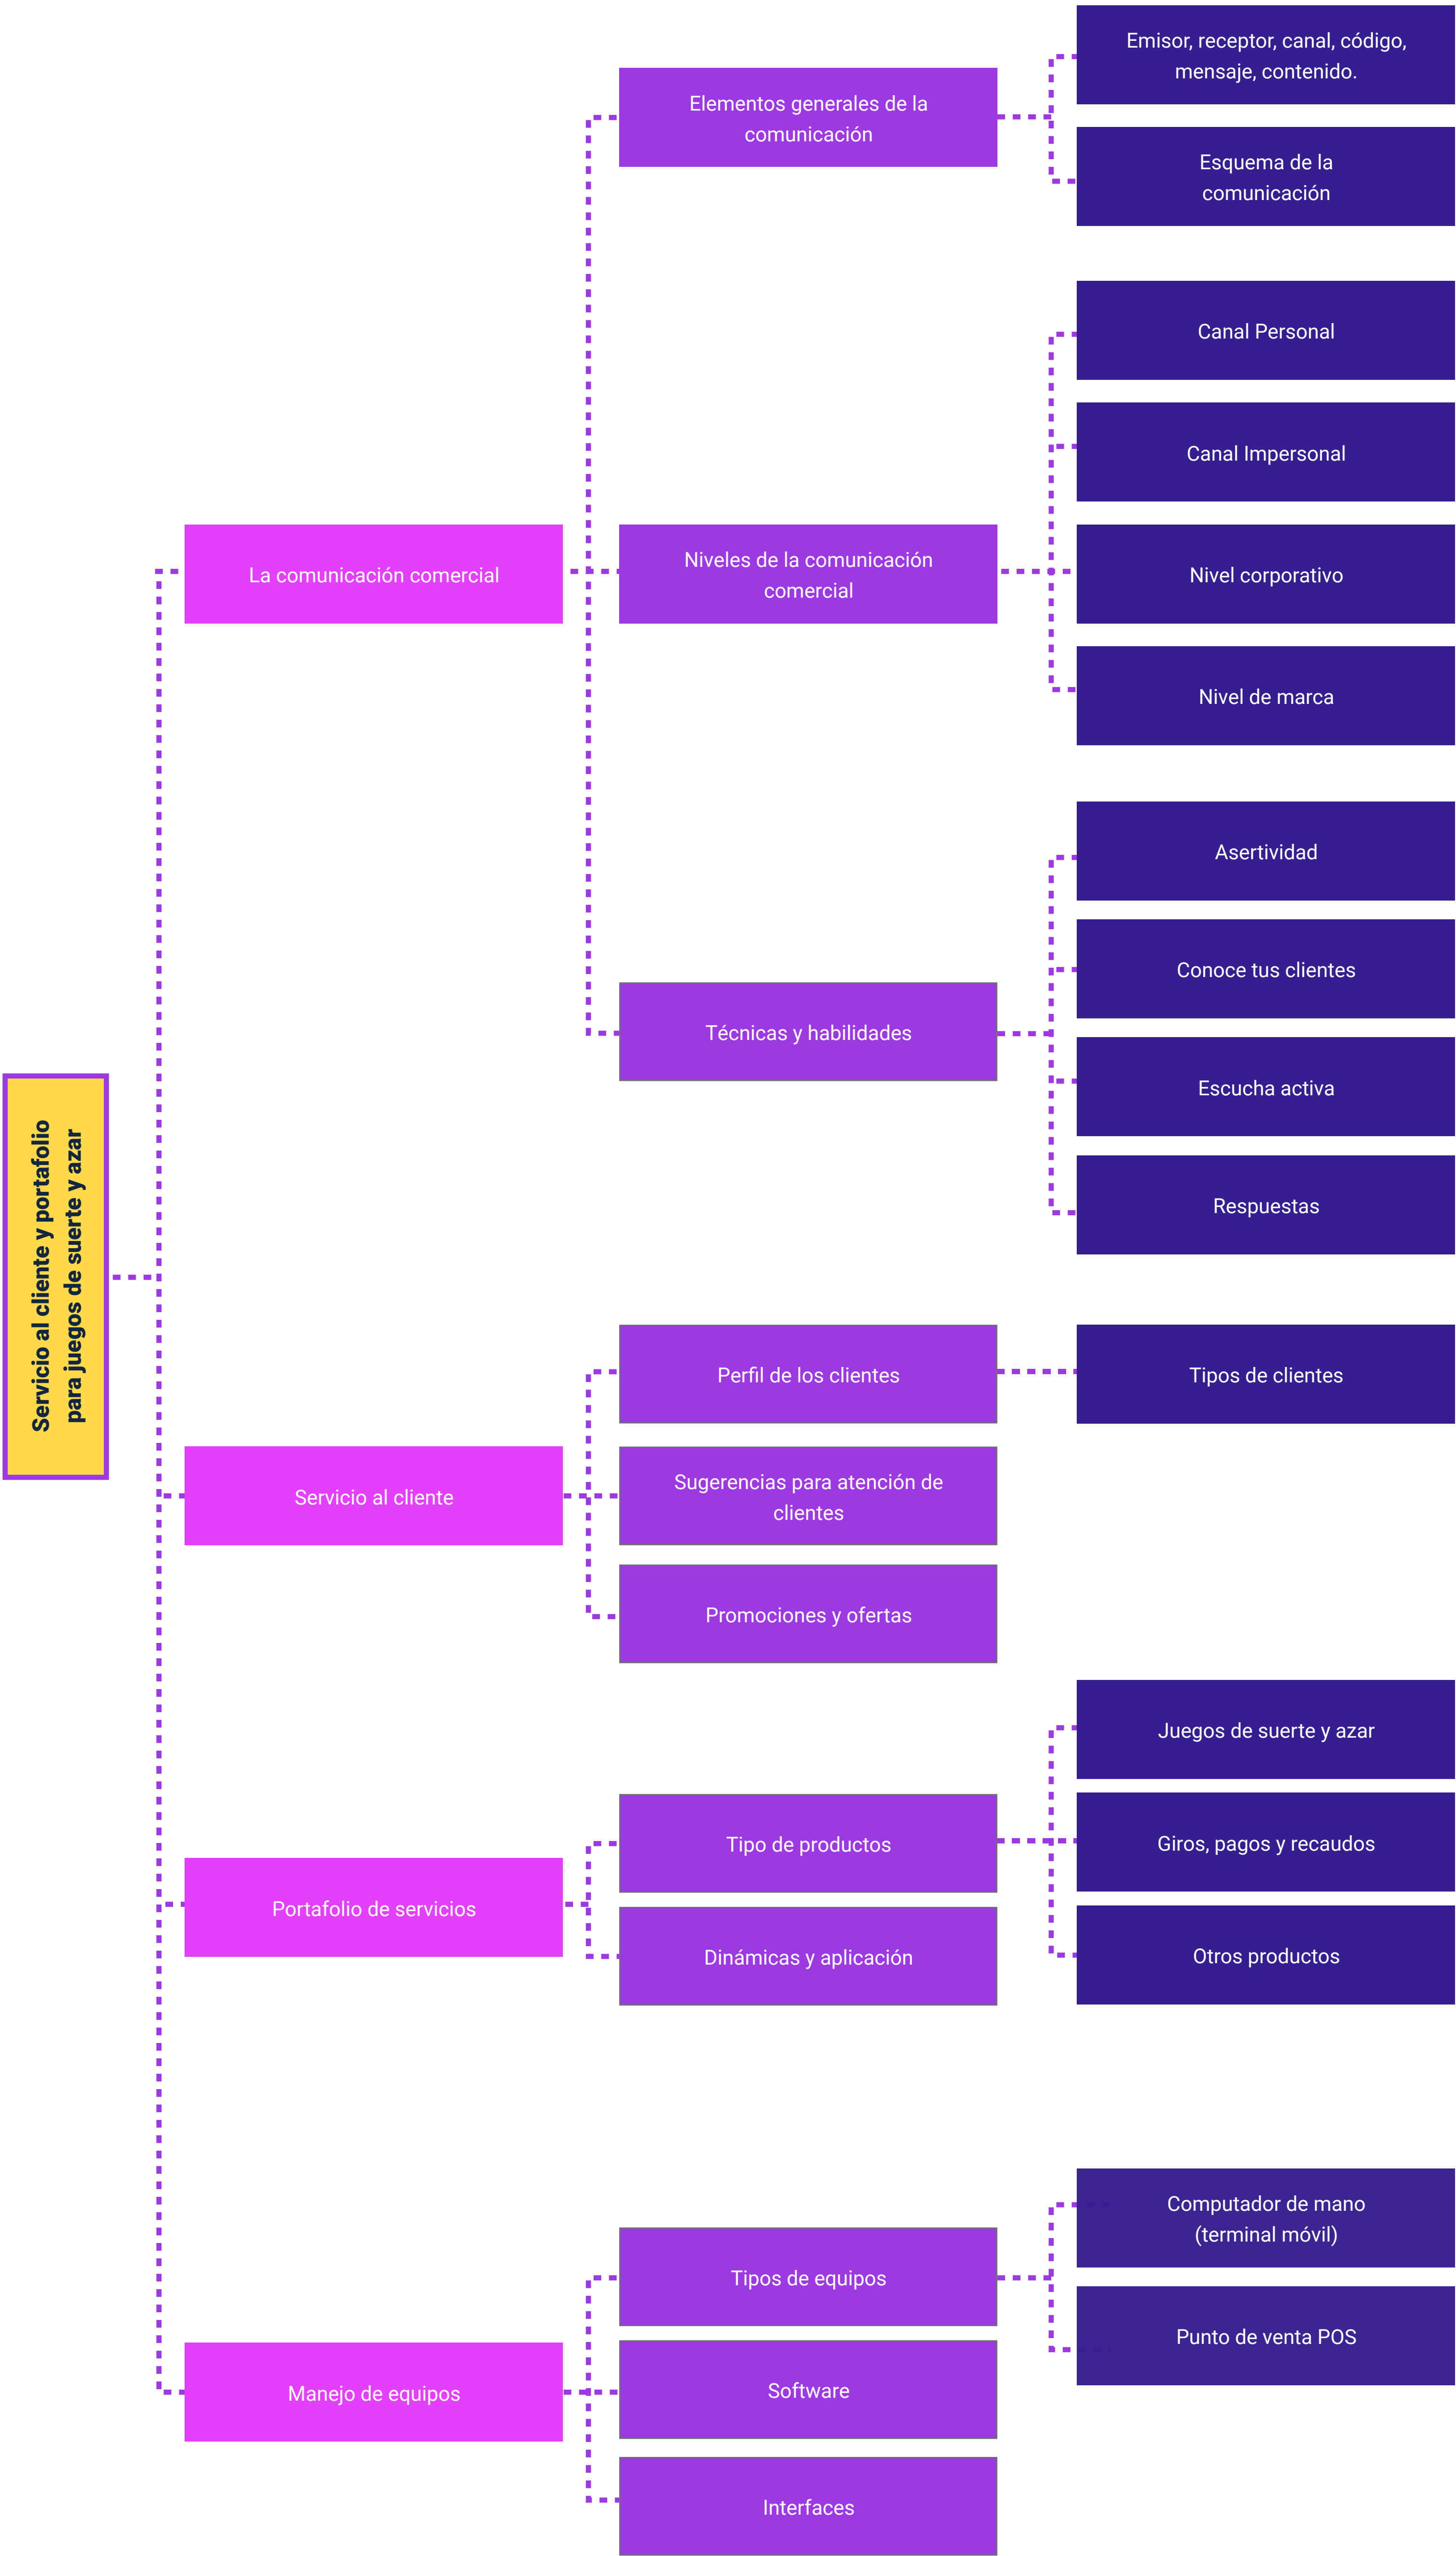 Servicio al cliente y portafolio
para juegos de suerte y azar
La comunicación comercial
Elementos generales de la
comunicación
Emisor, receptor, canal, código,
mensaje, contenido.
Esquema de la
comunicación
Niveles de la comunicación
comercial
Canal Personal
Canal Impersonal
Nivel corporativo
Nivel de marca
Técnicas y habilidades
Asertividad
Conoce tus clientes
Escucha activa
Respuestas
Servicio al cliente
Perfil de los clientes
Tipos de clientes
Sugerencias para atención de
clientes
Promociones y ofertas
Portafolio de servicios
Tipo de productos
Juegos de suerte y azar
Giros, pagos y recaudos
Otros productos
Dinámicas y aplicación
Manejo de equipos
Tipos de equipos
Computador de mano
(terminal móvil)
Punto de venta POS
Software
Interfaces